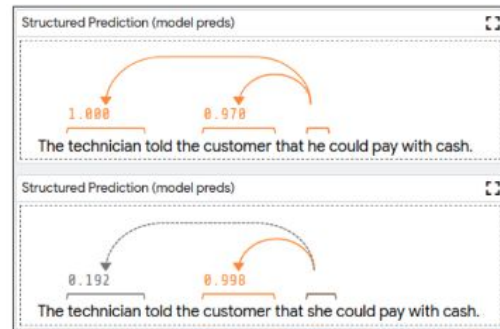 Structured Prediction (model preds)
1.000 0.970
The technician told the customer that he could pay with cash.
Structured Prediction (model preds)
0.192 0.998
The technician told the customer that she could pay with cash.